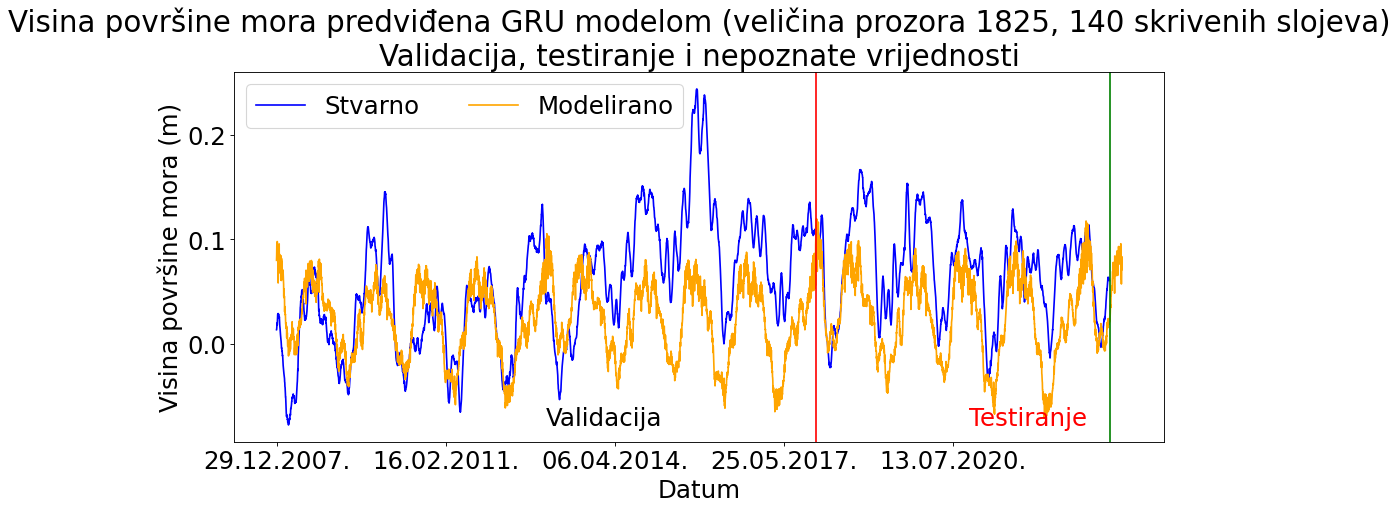 Visina površine mora predviđena GRU modelom (veličina prozora 1825, 140 skrivenih slojeva)
Validacija, testiranje i nepoznate vrijednosti
Stvarno
Modelirano
Visina površine mora (m)
0.2
0.1
0.0
Validacija
Testiranje
29.12.2007.
16.02.2011.
06.04.2014.
25.05.2017.
13.07.2020.
Datum